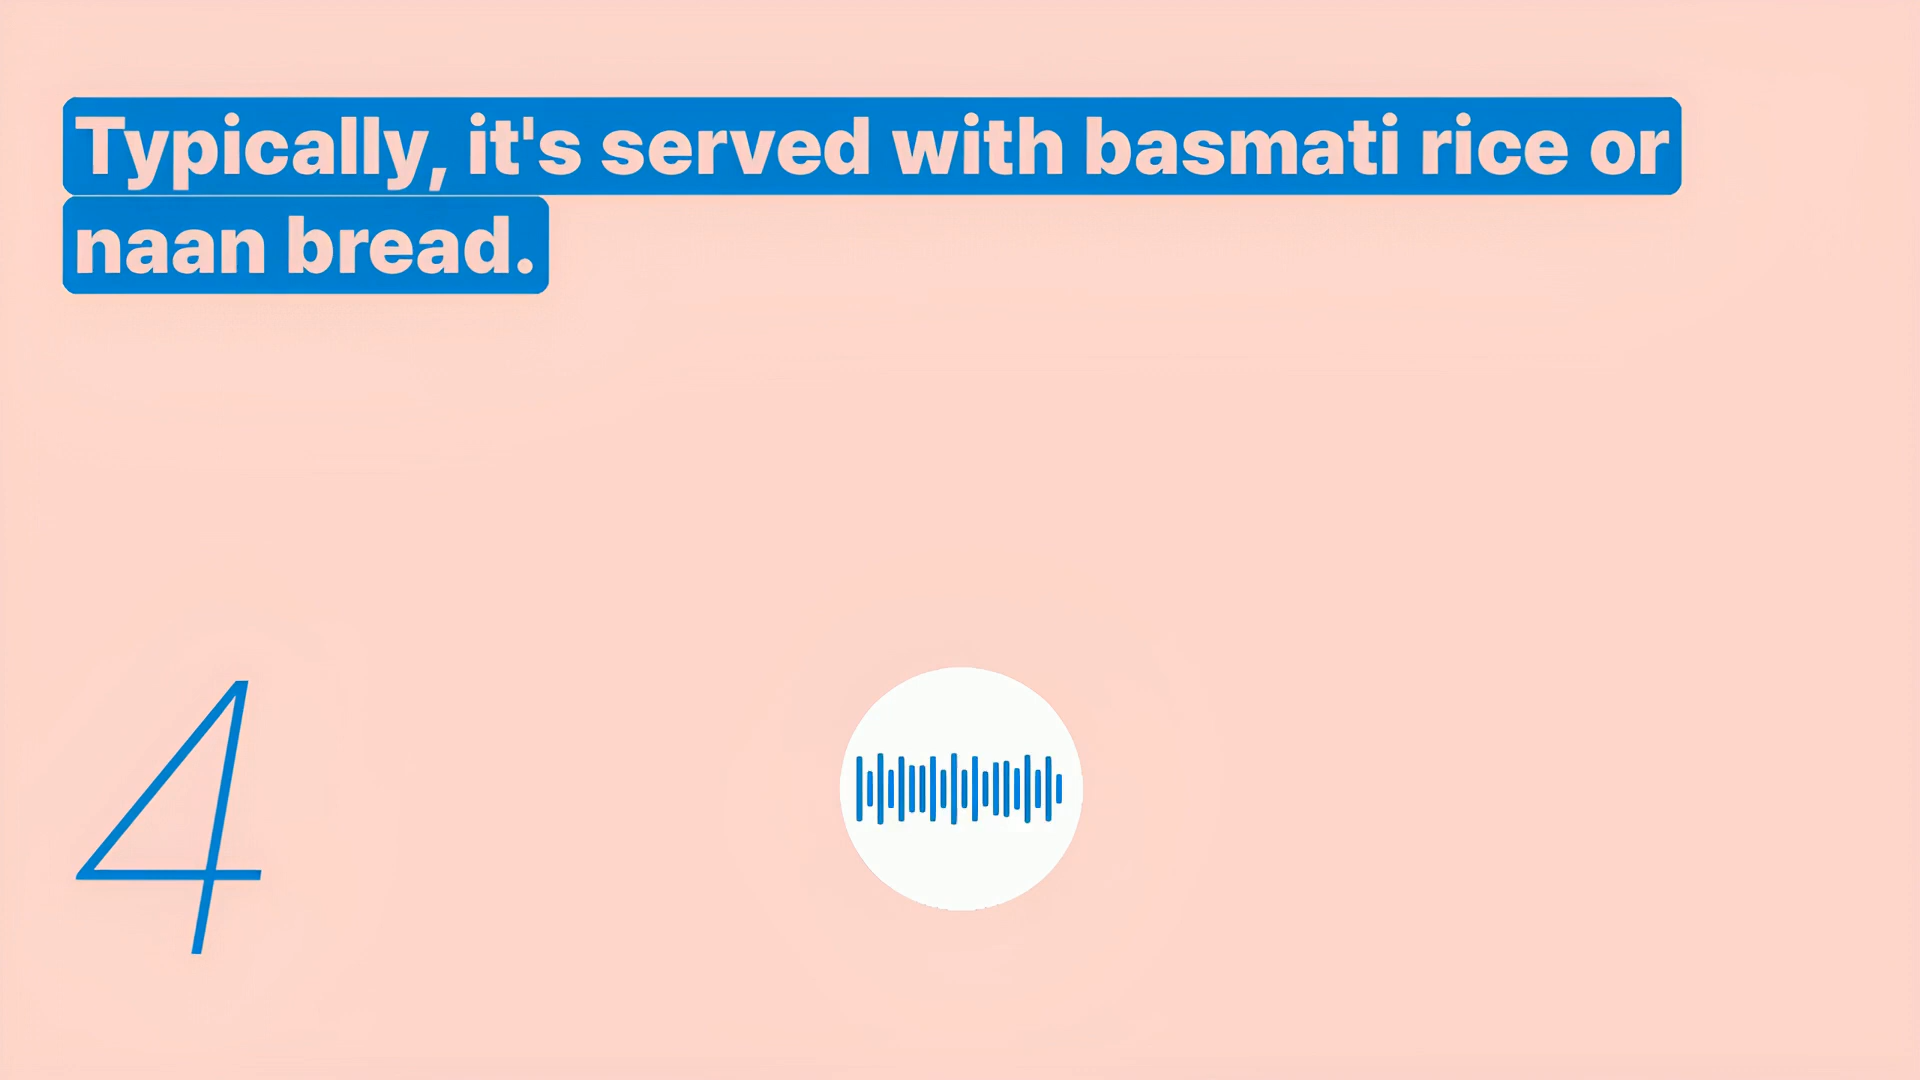 Typically, it's served with basmati rice or
naan bread.
4